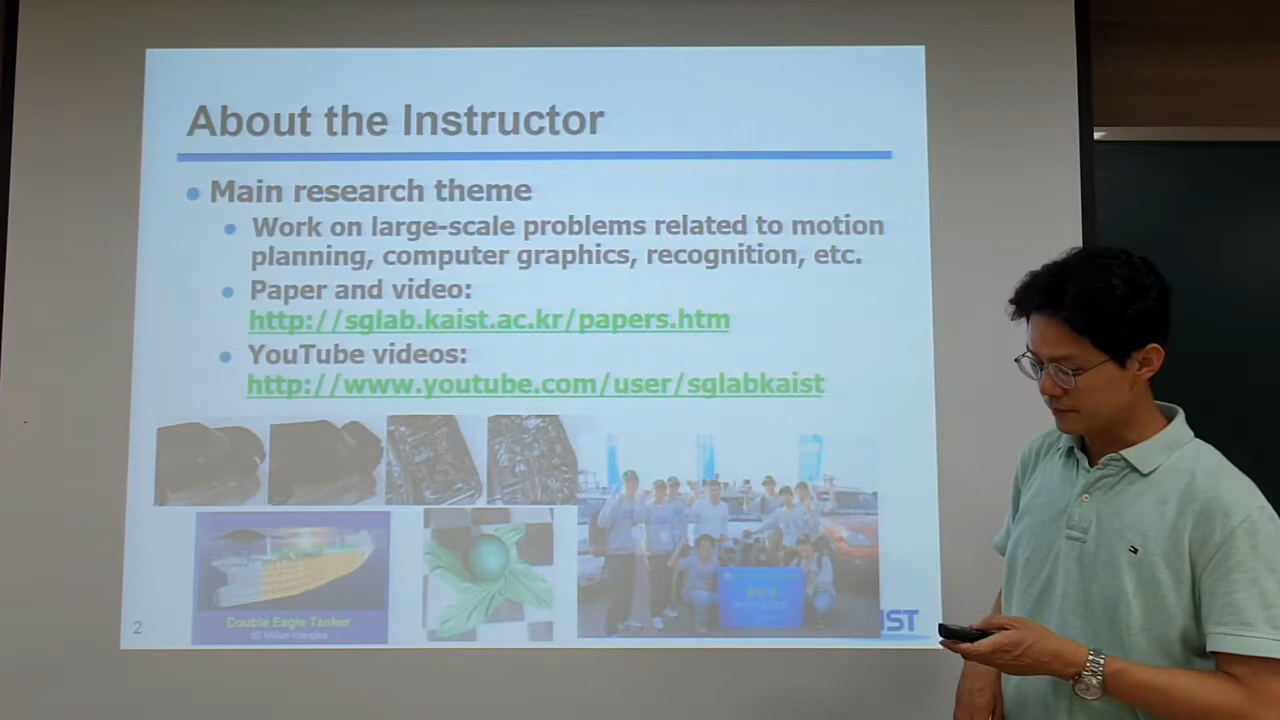 About the Instructor
Main research theme
Work on large-scale problems related to motion
planning, computer graphics, recognition, etc.
Paper and video:
http://sglab.kaist.ac.kr/papers.htm
YouTube videos:
http://www.youtube.com/user/sglabkaist
Double Eagle Tanker
2